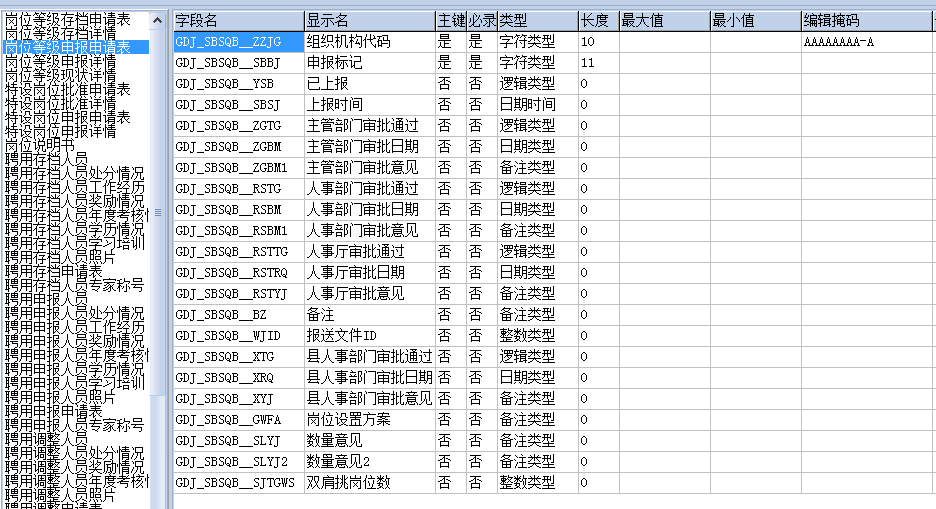 岗位等级存档申请表
岗位等级存档详情
岗位等级申报申请表
岗位等级申报详情
岗位等级现状详情
特设岗位批准申请表
特设岗位批准详情
特设岗位申报申请表
特设岗位申报详情
岗位说明书
聘用存档人员
聘用存档人员处分情况
聘用存档人员工作经历
聘用存档人员奖励情况
聘用存档人员年度考核
聘用存档人员学历情况
聘用存档人员学习培训
聘用存档人员照片
聘用存档申请表
聘用存档人员专家称号
聘用申报人员
聘用申报人员处分情况
聘用申报人员工作经历
聘用申报人员奖励情况
聘用申报人员年度考核
聘用申报人员学历情况
聘用申报人员学习培训
聘用申报人员照片
聘用申报申请表
聘用申报人员专家称号
聘用调整人员
聘用调整人员处分情况
聘用调整人员奖励情况
聘用调整人员年度考核
聘用调整人员照片
聘用调整申请表
字段名 显示名 主键 必录 类型 长度 最大值 最小值 编辑掩码
GDJ_SBSQB__ZZJG 组织机构代码 是 是 字符类型 10 AAAAAAAA-A
GDJ_SBSQB__SBBJ 申报标记 是 是 字符类型 11
GDJ_SBSQB__YSB 已上报 否 否 逻辑类型 0
GDJ_SBSQB__SBSJ 上报时间 否 否 日期时间 0
GDJ_SBSQB__ZGTG 主管部门审批通过 否 否 逻辑类型 0
GDJ_SBSQB__ZGBM 主管部门审批日期 否 否 日期类型 0
GDJ_SBSQB__ZGBM1 主管部门审批意见 否 否 备注类型 0
GDJ_SBSQB__RSTG 人事部门审批通过 否 否 逻辑类型 0
GDJ_SBSQB__RSBM 人事部门审批日期 否 否 日期类型 0
GDJ_SBSQB__RSBM1 人事部门审批意见 否 否 备注类型 0
GDJ_SBSQB__RSTTG 人事厅审批通过 否 否 逻辑类型 0
GDJ_SBSQB__RSTRQ 人事厅审批日期 否 否 日期类型 0
GDJ_SBSQB__RSTYJ 人事厅审批意见 否 否 备注类型 0
GDJ_SBSQB__BZ 备注 否 否 备注类型 0
GDJ_SBSQB__WJID 报送文件ID 否 否 整数类型 0
GDJ_SBSQB__XTG 县人事部门审批通过 否 否 逻辑类型 0
GDJ_SBSQB__XRQ 县人事部门审批日期 否 否 日期类型 0
GDJ_SBSQB__XYJ 县人事部门审批意见 否 否 备注类型 0
GDJ_SBSQB__GWFA 岗位设置方案 否 否 备注类型 0
GDJ_SBSQB__SLYJ 数量意见 否 否 备注类型 0
GDJ_SBSQB__SLYJ2 数量意见2 否 否 备注类型 0
GDJ_SBSQB__SJTGWS 双肩挑岗位数 否 否 整数类型 0